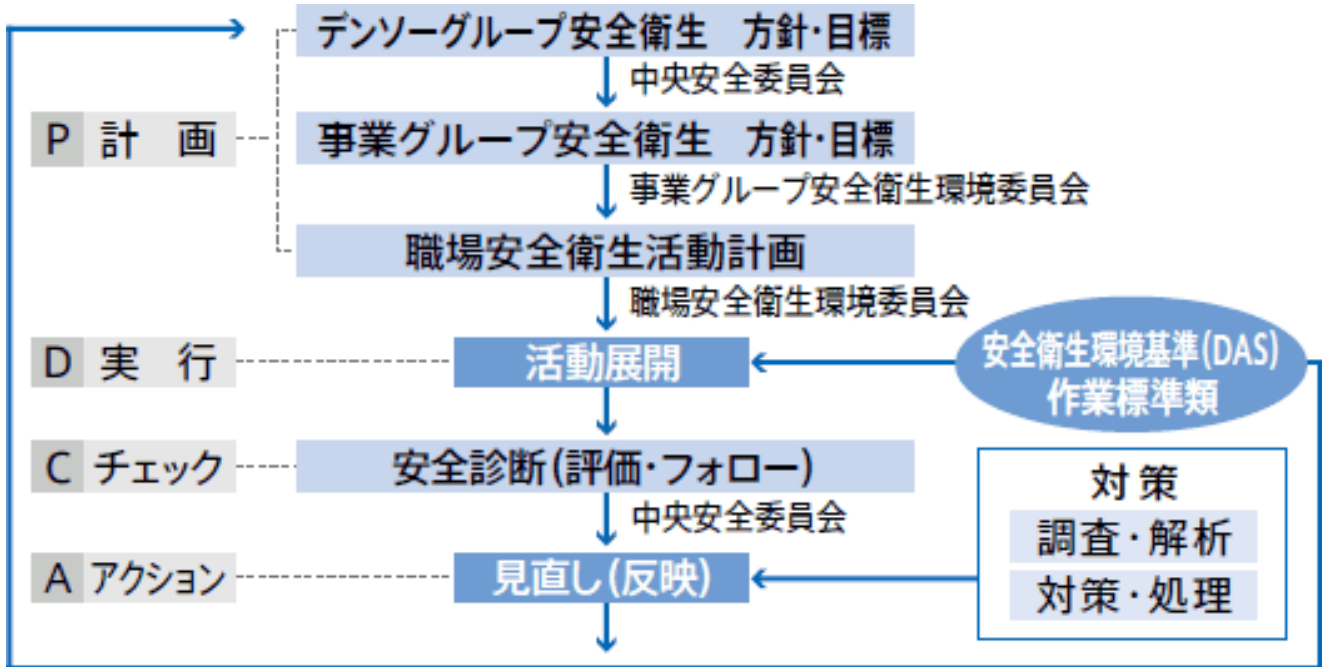 デンソーグループ安全衛生　方針・目標
中央安全委員会
P 計　画
事業グループ安全衛生　方針・目標
事業グループ安全衛生環境委員会
職場安全衛生活動計画
職場安全衛生環境委員会
安全衛生環境基準(DAS)
作業標準類
D 実　行
活動展開
C チェック
安全診断(評価・フォロー)
中央安全委員会
対策
調査・解析
対策・処理
A アクション
見直し(反映)